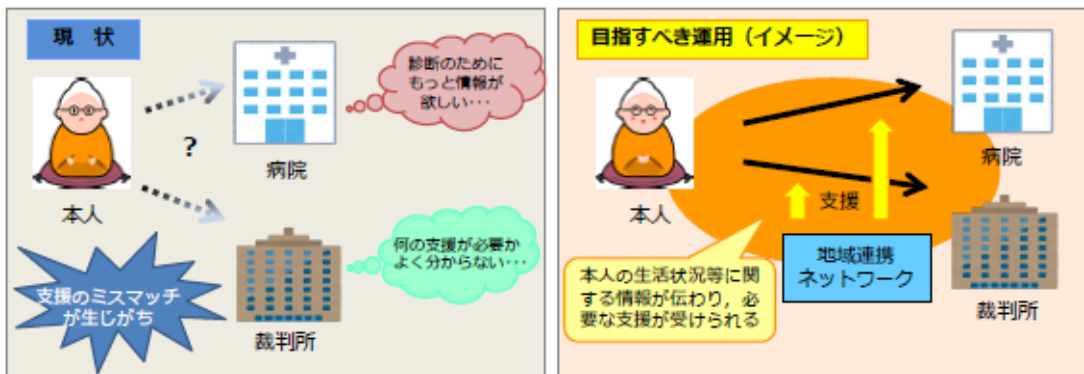 現 状
診断のために
もっと情報が
欲しい･･･
?
病院
本人
何の支援が必要か
よく分からない･･･
支援のミスマッチ
が生じがち
裁判所
目指すべき運用（イメージ）
病院
本人
支援
地域連携
ネットワーク
本人の生活状況等に関
する情報が伝わり，必
要な支援が受けられる
裁判所